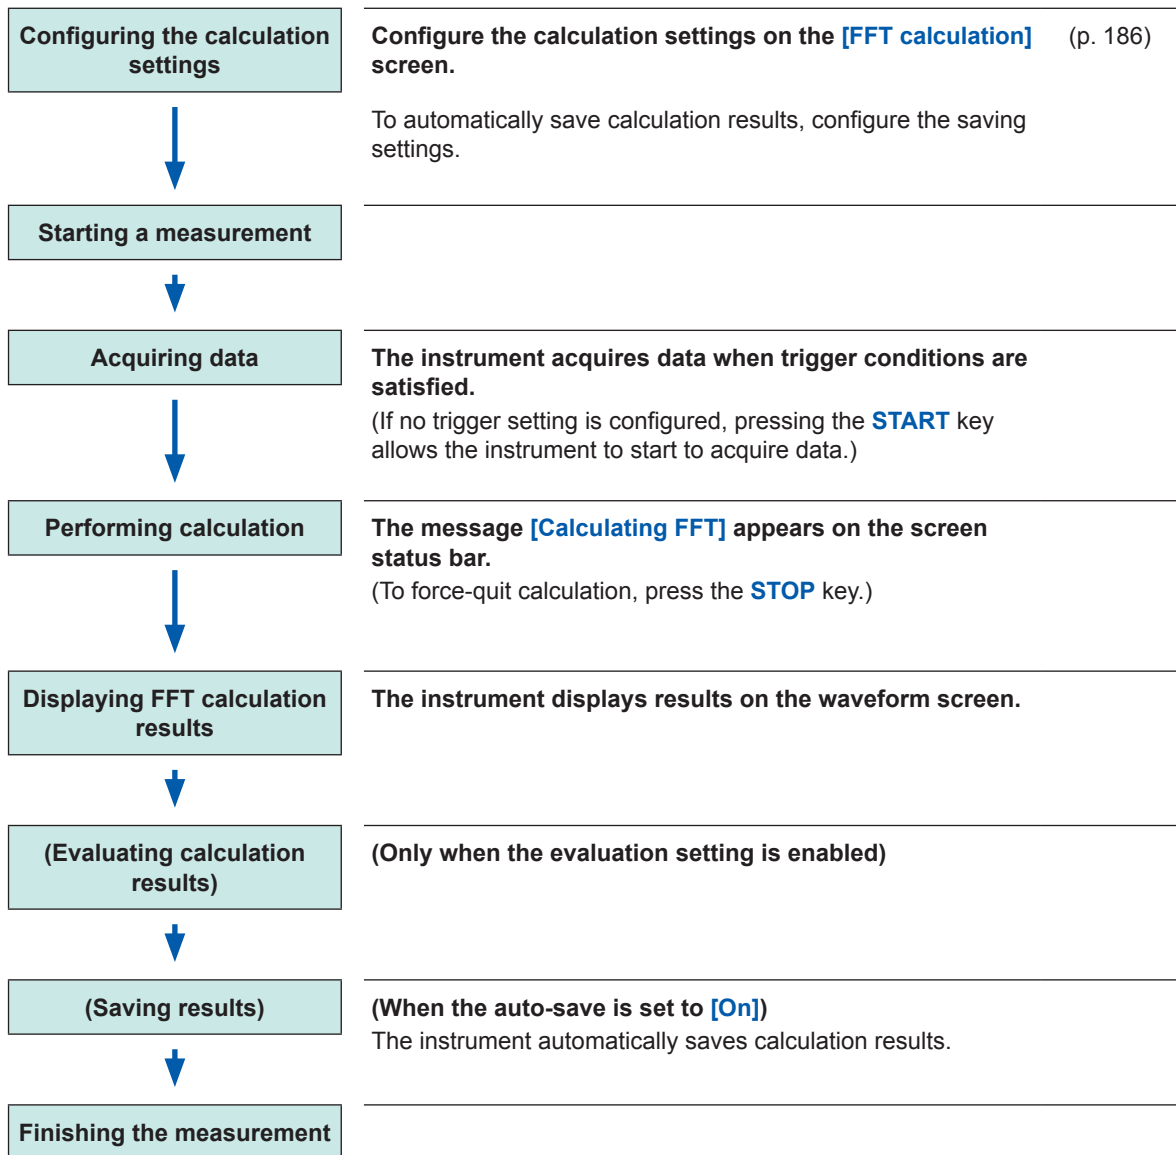 Configuring the calculation
settings
Configure the calculation settings on the [FFT calculation] (p. 186)
screen.
To automatically save calculation results, configure the saving
settings.
Starting a measurement
Acquiring data
The instrument acquires data when trigger conditions are
satisfied.
(If no trigger setting is configured, pressing the START key
allows the instrument to start to acquire data.)
Performing calculation
The message [Calculating FFT] appears on the screen
status bar.
(To force-quit calculation, press the STOP key.)
Displaying FFT calculation
results
The instrument displays results on the waveform screen.
(Evaluating calculation
results)
(Only when the evaluation setting is enabled)
(Saving results)
(When the auto-save is set to [On])
The instrument automatically saves calculation results.
Finishing the measurement